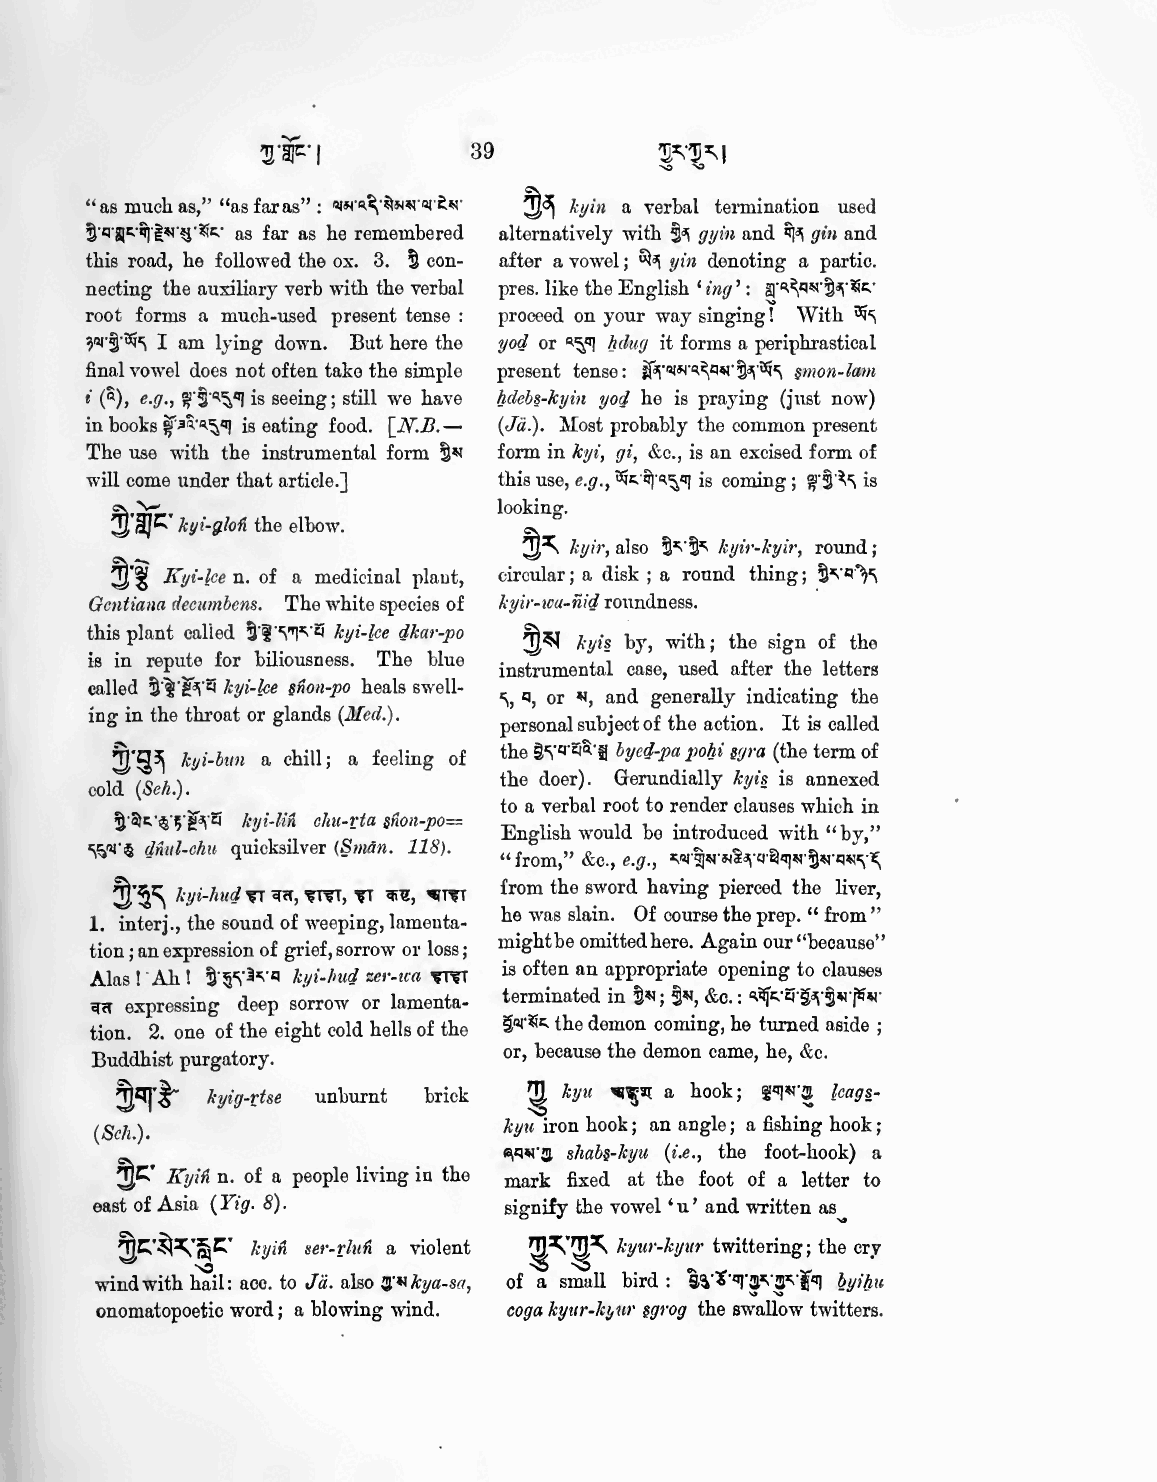 ཀྱི་གློང་། 39 ཀྱུར་ཀྱུར།
“as much as,” “as far as”: ལམ་འདི་སེམས་ལ་ངེས་
ཀྱི་བ་གླང་གི་རྗེས་སུ་སོང་ as far as he remembered
this road, he followed the ox. 3. ཀྱི con-
necting the auxiliary verb with the verbal
root forms a much-used present tense :
ཉལ་ཀྱི་ཡོད I am lying down. But here the
final vowel does not often take the simple
i (འི), e.g., ལྟ་ཀྱི་འདུག is seeing; still we have
in books ལྟོ་ཟའི་འདུག is eating food. [N.B.—
The use with the instrumental form ཀྱིས
will come under that article.]
ཀྱི་གློང་ kyi-gloṅ the elbow.
ཀྱི་ལྕེ Kyi-lce n. of a medicinal plant,
Gentiana decumbens. The white species of
this plant called ཀྱི་ལྕེ་དཀར་པོ kyi-lce dkar-po
is in repute for biliousness. The blue
called ཀྱི་ལྕེ་སྔོན་པོ kyi-lce sṅon-po heals swell-
ing in the throat or glands (Med.).
ཀྱི་བུན kyi-bun a chill; a feeling of
cold (Sch.).
ཀྱི་ལིང་ཆུ་རྟ་སྔོན་པོ kyi-liṅ chu-rta sṅon-po==
དངུལ་ཆུ dṅul-chu quicksilver (Smān. 118).
ཀྱི་ཧུད kyi-hud हा वत, हाहा, हा कष्ट,
1. interj., the sound of weeping, lamenta-
tion; an expression of grief, sorrow or loss;
Alas! Ah! ཀྱི་ཧུད་ཟེར་བ kyi-hud zer-wa हाहा
वत expressing deep sorrow or lamenta-
tion. 2. one of the eight cold hells of the
Buddhist purgatory.
ཀྱིག་རྩེ kyig-rtse unburnt brick
(Sch.).
ཀྱིང་ Kyiṅ n. of a people living in the
east of Asia (Yig. 8).
ཀྱིང་སེར་རླུང་ kyiṅ ser-rluṅ a violent
wind with hail: acc. to Jä. also ཀྱ་ས kya-sa,
onomatopoetic word; a blowing wind.
ཀྱིན kyin a verbal termination used
alternatively with གྱིན gyin and གིན gin and
after a vowel; ཡིན yin denoting a partic.
pres. like the English ‘ing’: གླུ་འདེབས་ཀྱིན་སོང་
proceed on your way singing! With ཡོད
yod or འདུག hdug it forms a periphrastical
present tense: སྨོན་ལམ་འདེབས་ཀྱིན་ཡོད smon-lam
hdebs-kyin yod he is praying (just now)
(Jä.). Most probably the common present
form in kyi, gi, &c., is an excised form of
this use, e.g., ཡོང་གི་འདུག is coming; ལྟ་ཀྱི་རེད is
looking.
ཀྱིར kyir, also ཀྱིར་ཀྱིར kyir-kyir, round;
circular; a disk; a round thing; ཀྱིར་བ་ཉིད
kyir-wa-ñid roundness.
ཀྱིས kyis by, with; the sign of the
instrumental case, used after the letters
ད, བ, or ས, and generally indicating the
personal subject of the action. It is called
the བྱེད་པ་པོའི་སྒྲ byed-pa pohi sgra (the term of
the doer). Gerundially kyis is annexed
to a verbal root to render clauses which in
English would be introduced with “by,”
“from,” &c., e.g., རལ་གྲིས་མཆིན་པ་ཕིགས་ཀྱིས་བསད་དེ
from the sword having pierced the liver,
he was slain. Of course the prep. “from”
might be omitted here. Again our “because”
is often an appropriate opening to clauses
terminated in ཀྱིས; གྱིས, &c.: འགོང་པོ་བྱུན་གྱིས་ཁོས་
བྱོལ་སོང the demon coming, he turned aside;
or, because the demon came, he, &c.
ཀྱུ kyu अङ्कुश a hook; ལྕགས་ཀྱུ lcags-
kyu iron hook; an angle; a fishing hook;
ཞབས་ཀྱུ shabs-kyu (i.e., the foot-hook) a
mark fixed at the foot of a letter to
signify the vowel ‘u’ and written as ུ
ཀྱུར་ཀྱུར kyur-kyur twittering; the cry
of a small bird: བྱིའུ་ཙོ་ག་ཀྱུར་ཀྱུར་སྒྲོག byihu
coga kyur-kyur sgrog the swallow twitters.